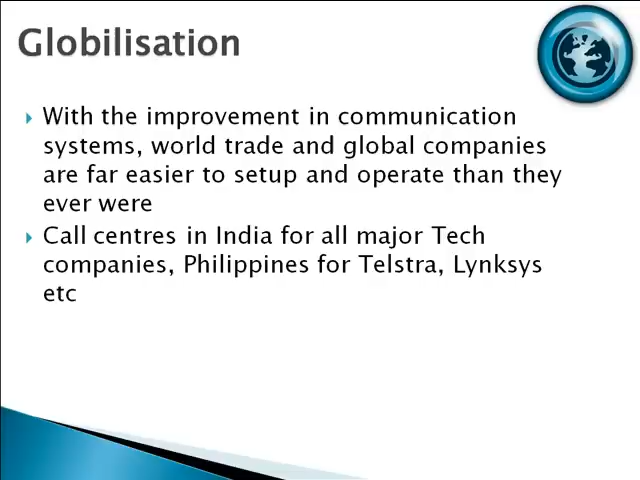 Globilisation
With the improvement in communication
systems, world trade and global companies
are far easier to setup and operate than they
ever were
Call centres in India for all major Tech
companies, Philippines for Telstra, Lynksys
etc